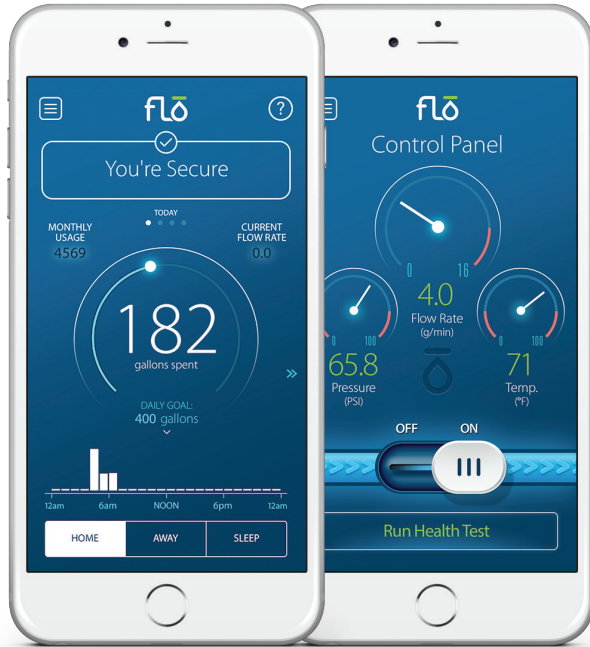 flō
?
You're Secure
TODAY
MONTHLY
USAGE
4569
CURRENT
FLOW RATE
0.0
182
gallons spent
»
DAILY GOAL:
400 gallons
12am 6am NOON 6pm 12am
HOME AWAY SLEEP
flō
Control Panel
0 16
4.0
Flow Rate
(g/min)
0 100
65.8
Pressure
(PSI)
0 100
71
Temp.
(°F)
OFF ON
Run Health Test